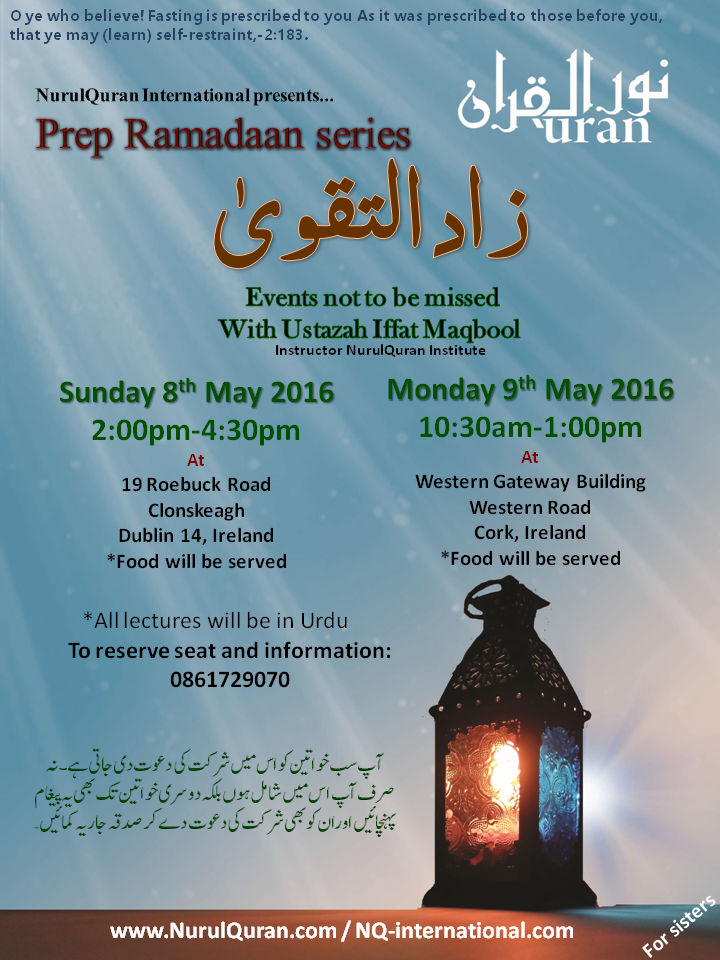 O ye who believe! Fasting is prescribed to you As it was prescribed to those before you,
that ye may (learn) self-restraint,-2:183.
نور القرآن
uran
NurulQuran International presents...
Prep Ramadaan series
زاد التقویٰ
Events not to be missed
With Ustazah Iffat Maqbool
Instructor NurulQuran Institute
Sunday 8th May 2016
2:00pm-4:30pm
At
19 Roebuck Road
Clonskeagh
Dublin 14, Ireland
*Food will be served
Monday 9th May 2016
10:30am-1:00pm
At
Western Gateway Building
Western Road
Cork, Ireland
*Food will be served
*All lectures will be in Urdu
To reserve seat and information:
0861729070
آپ سب خواتین کو اس میں شرکت کی دعوت دی جاتی ہے۔ نہ
صرف آپ اس میں شامل ہوں بلکہ دوسری خواتین تک بھی یہ پیغام
پہنچائیں اور ان کو بھی شرکت کی دعوت دے کر صدقہ جاریہ کمائیں۔
www.NurulQuran.com / NQ-international.com
For sisters